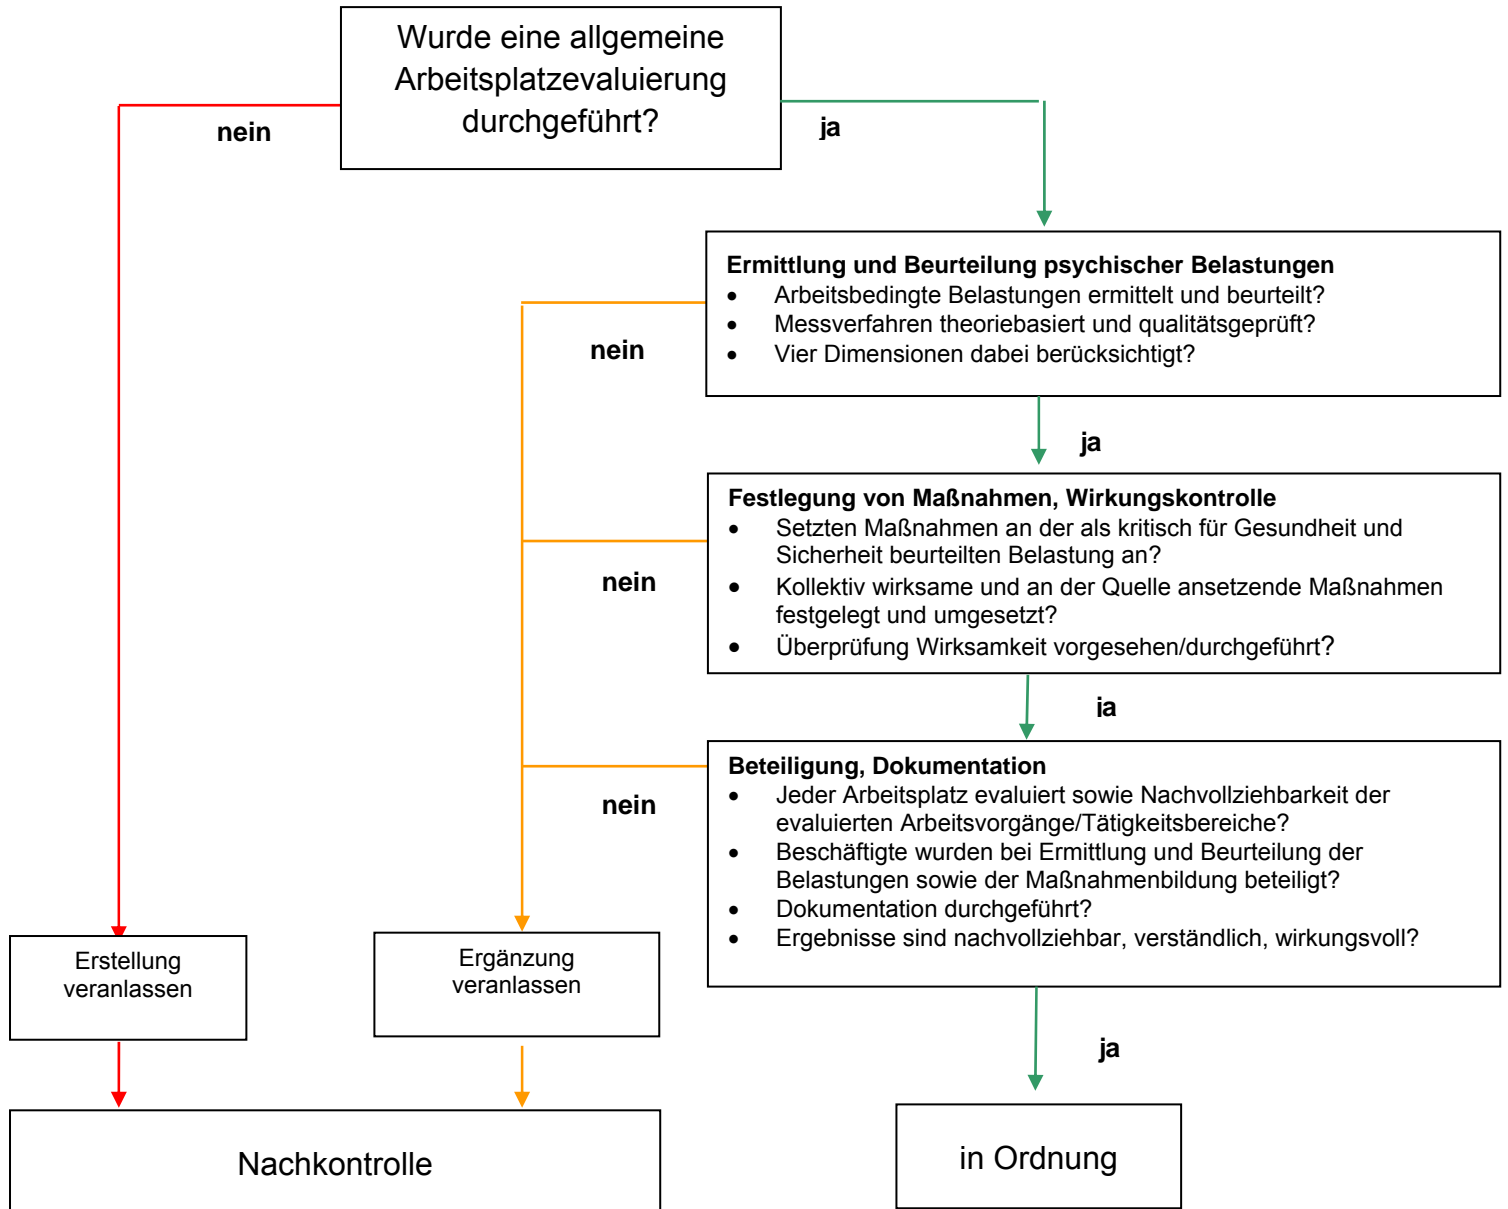 Wurde eine allgemeine
Arbeitsplatzevaluierung
durchgeführt?
nein
ja
Ermittlung und Beurteilung psychischer Belastungen
• Arbeitsbedingte Belastungen ermittelt und beurteilt?
• Messverfahren theoriebasiert und qualitätsgeprüft?
• Vier Dimensionen dabei berücksichtigt?
nein
ja
Festlegung von Maßnahmen, Wirkungskontrolle
• Setzten Maßnahmen an der als kritisch für Gesundheit und
Sicherheit beurteilten Belastung an?
• Kollektiv wirksame und an der Quelle ansetzende Maßnahmen
festgelegt und umgesetzt?
• Überprüfung Wirksamkeit vorgesehen/durchgeführt?
nein
ja
Beteiligung, Dokumentation
• Jeder Arbeitsplatz evaluiert sowie Nachvollziehbarkeit der
evaluierten Arbeitsvorgänge/Tätigkeitsbereiche?
• Beschäftigte wurden bei Ermittlung und Beurteilung der
Belastungen sowie der Maßnahmenbildung beteiligt?
• Dokumentation durchgeführt?
• Ergebnisse sind nachvollziehbar, verständlich, wirkungsvoll?
nein
Erstellung
veranlassen
Ergänzung
veranlassen
ja
Nachkontrolle
in Ordnung